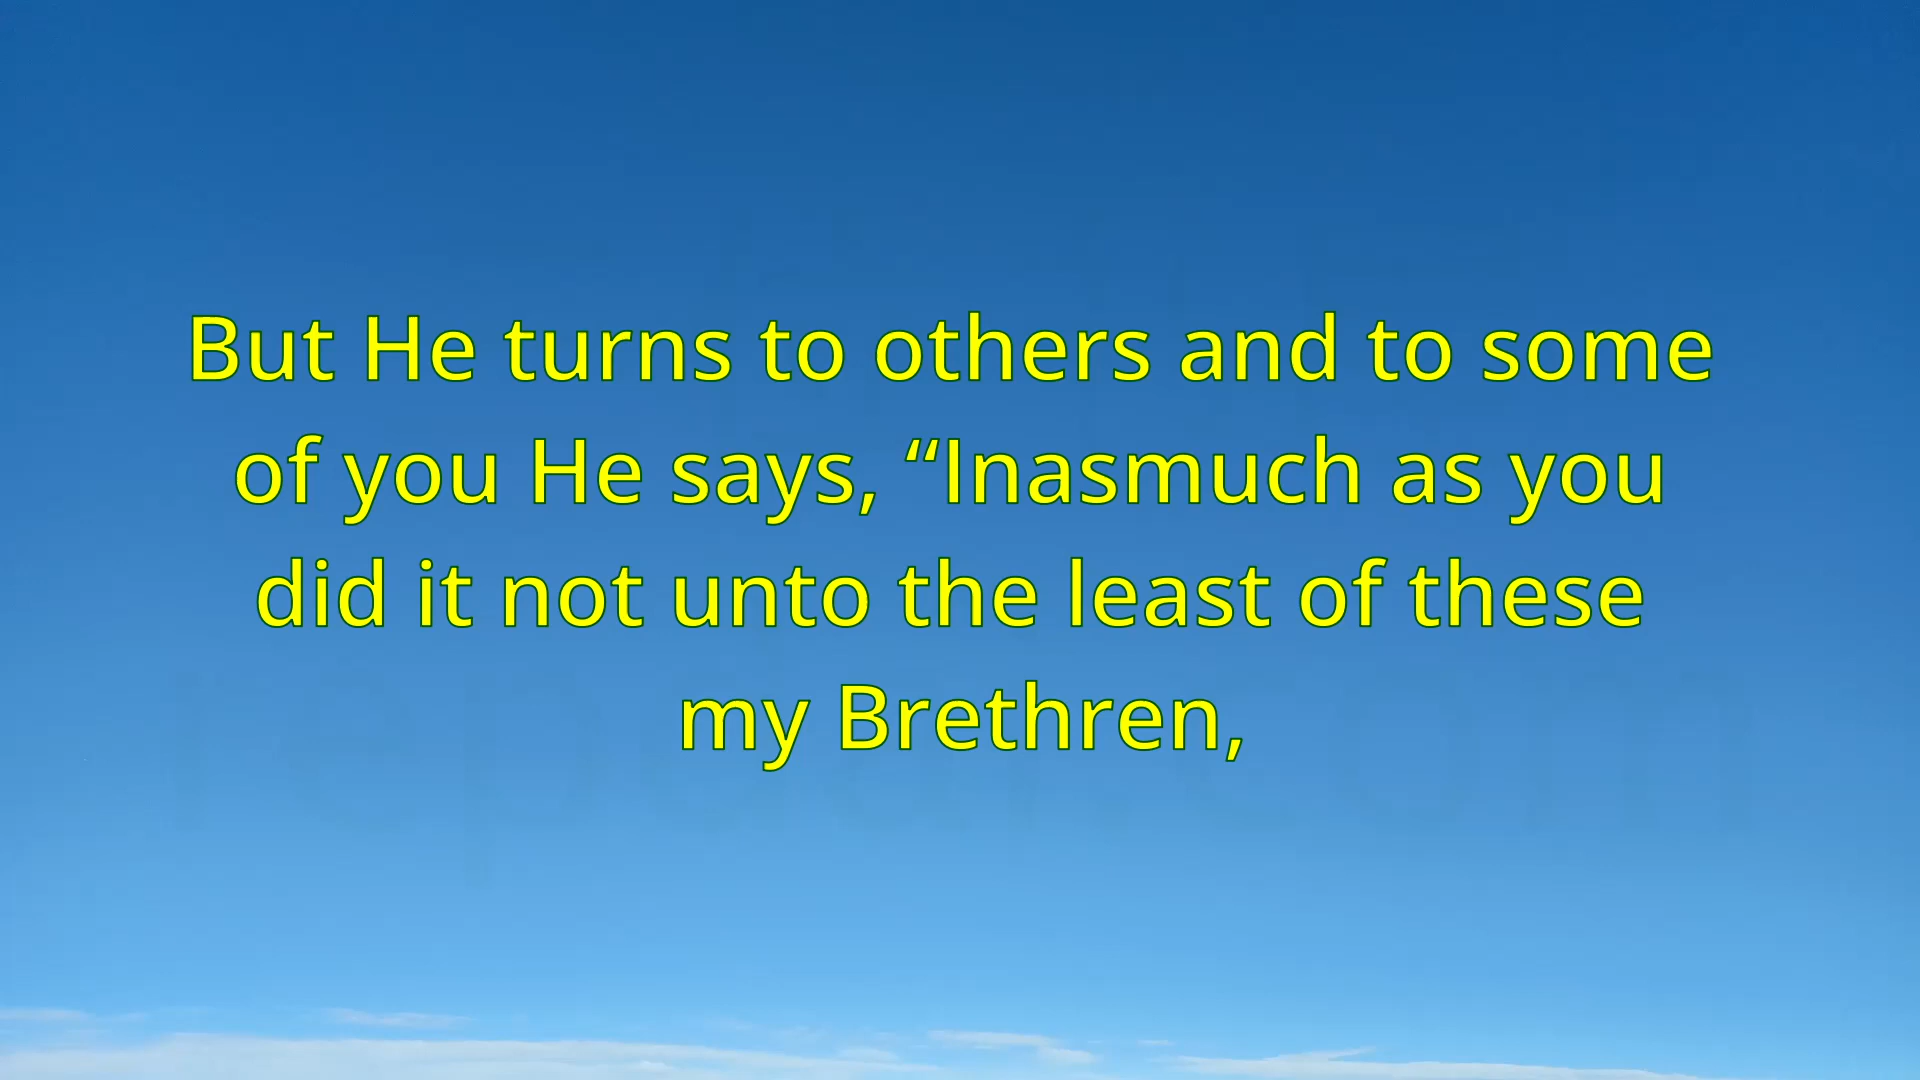 But He turns to others and to some
of you He says, “Inasmuch as you
did it not unto the least of these
my Brethren,